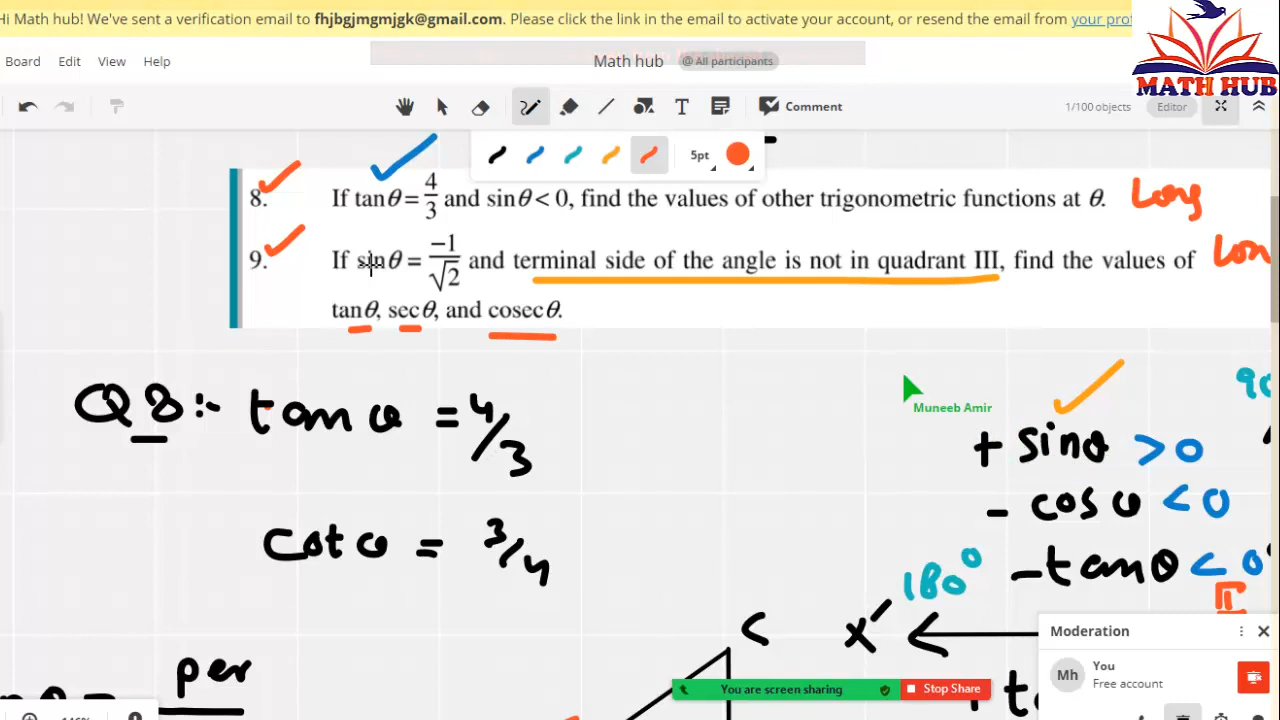 Hi Math hub! We've sent a verification email to fhjbgjmgmjgk@gmail.com. Please click the link in the email to activate your account, or resend the email from your prof
Board Edit View Help
Math hub @ All participants
MATH HUB
T Comment
1/100 objects Editor
5pt
8. If tanθ = 4/3 and sinθ < 0, find the values of other trigonometric functions at θ. Long
9. If sinθ = -1/√2 and terminal side of the angle is not in quadrant III, find the values of Lon
tanθ, secθ, and cosecθ.
Muneeb Amir
90
Q8:- tanθ = 4/3
+ sinθ > 0
- cosθ < 0
cotθ = 3/4
180°
- tanθ < 0
II
C
x′
per
Moderation
Mh You
Free account
You are screen sharing Stop Share